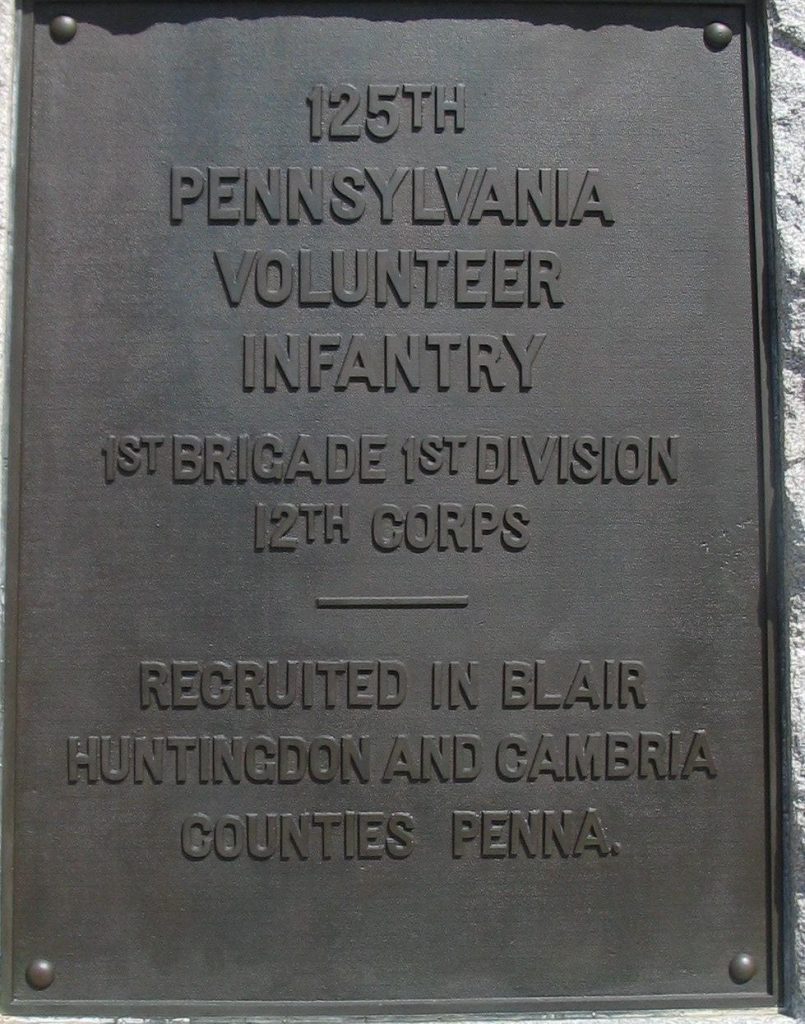 125TH
PENNSYLVANIA
VOLUNTEER
INFANTRY
1ST BRIGADE 1ST DIVISION
12TH CORPS
RECRUITED IN BLAIR
HUNTINGDON AND CAMBRIA
COUNTIES PENNA.